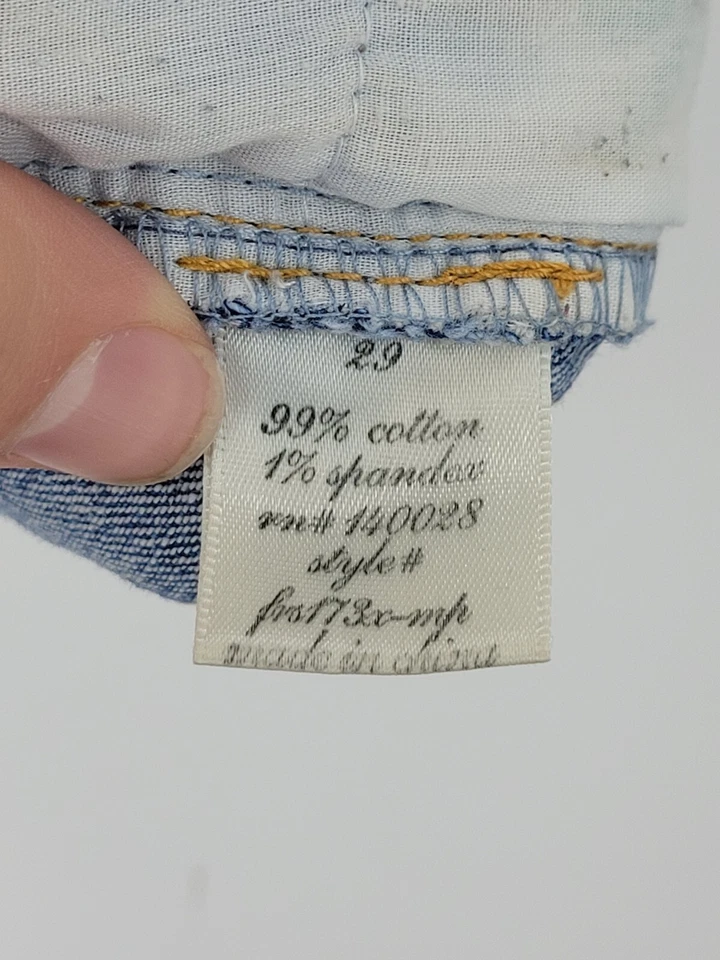 29
99% cotton
1% spandex
rn# 140028
style#
frs173x-mp
made in china